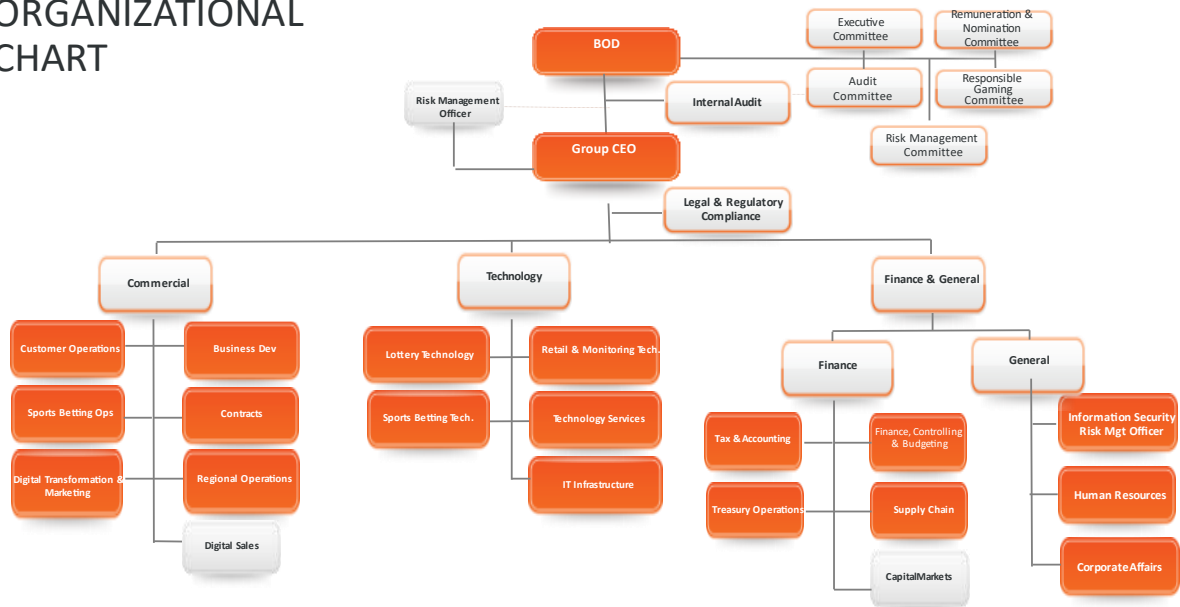 ORGANIZATIONAL
CHART
BOD
Executive
Committee
Remuneration &
Nomination
Committee
Risk Management
Officer
Internal Audit
Audit
Committee
Responsible
Gaming
Committee
Group CEO
Risk Management
Committee
Legal & Regulatory
Compliance
Commercial
Technology
Finance & General
Customer Operations
Business Dev
Lottery Technology
Retail & Monitoring Tech.
Finance
General
Sports Betting Ops
Contracts
Sports Betting Tech.
Technology Services
Tax & Accounting
Finance, Controlling
& Budgeting
Information Security
Risk Mgt Officer
Digital Transformation &
Marketing
Regional Operations
IT Infrastructure
Treasury Operations
Supply Chain
Human Resources
Digital Sales
CapitalMarkets
Corporate Affairs